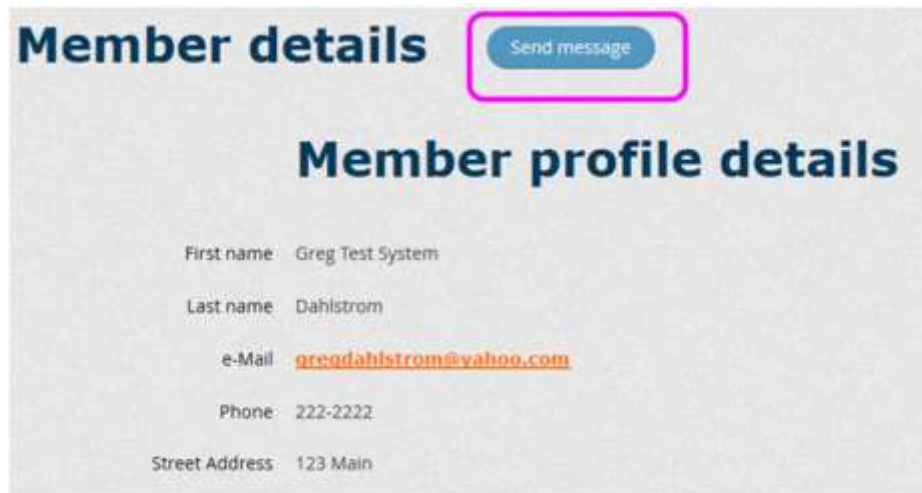 Member details
Send message
Member profile details
First name Greg Test System
Last name Dahlstrom
e-Mail gregdahlstrom@yahoo.com
Phone 222-2222
Street Address 123 Main